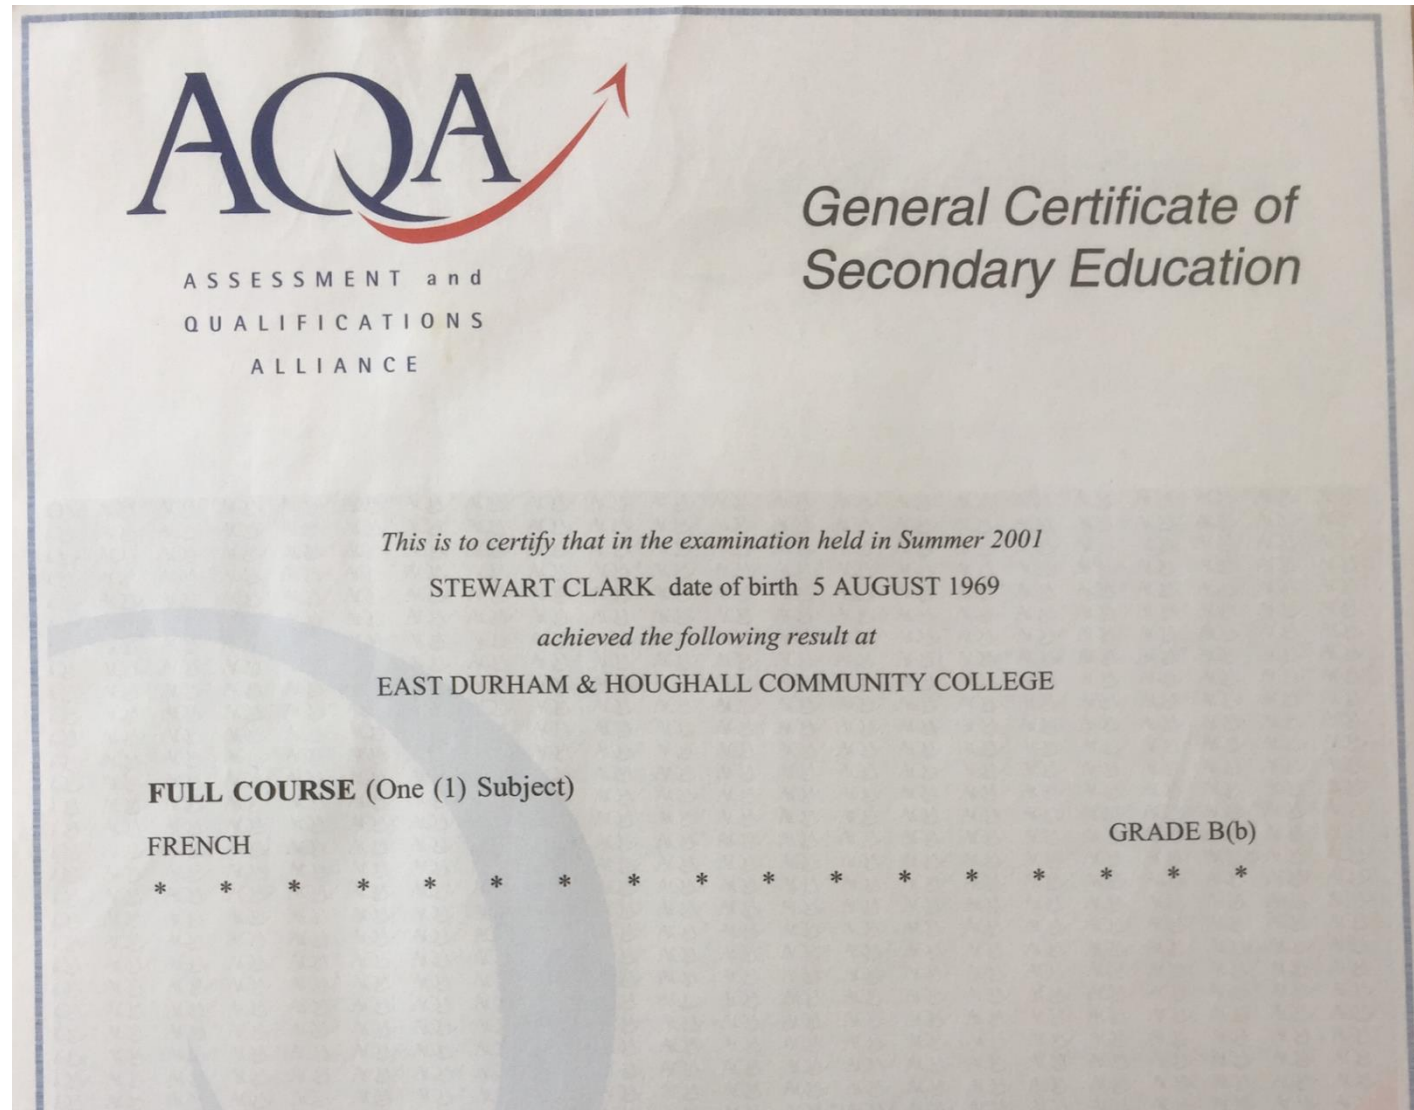 AQA
ASSESSMENT and
QUALIFICATIONS
ALLIANCE
General Certificate of
Secondary Education
This is to certify that in the examination held in Summer 2001
STEWART CLARK date of birth 5 AUGUST 1969
achieved the following result at
EAST DURHAM & HOUGHALL COMMUNITY COLLEGE
FULL COURSE (One (1) Subject)
FRENCH GRADE B(b)
* * * * * * * * * * * * * * * * *